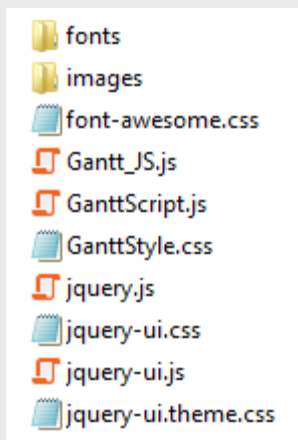 fonts
images
font-awesome.css
Gantt_JS.js
GanttScript.js
GanttStyle.css
jquery.js
jquery-ui.css
jquery-ui.js
jquery-ui.theme.css